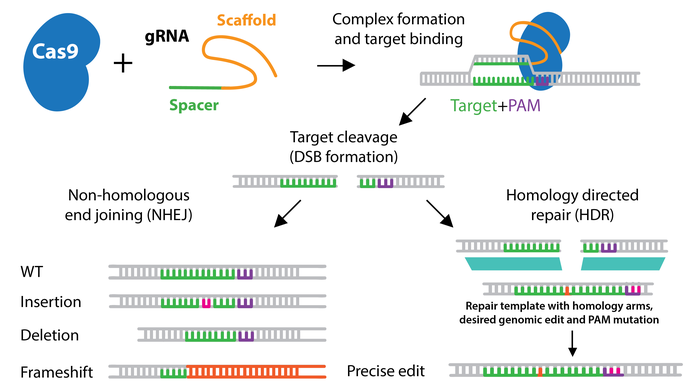 Cas9
+
gRNA
Scaffold
Spacer
Complex formation
and target binding
Target+PAM
Target cleavage
(DSB formation)
Non-homologous
end joining (NHEJ)
WT
Insertion
Deletion
Frameshift
Homology directed
repair (HDR)
Repair template with homology arms,
desired genomic edit and PAM mutation
Precise edit